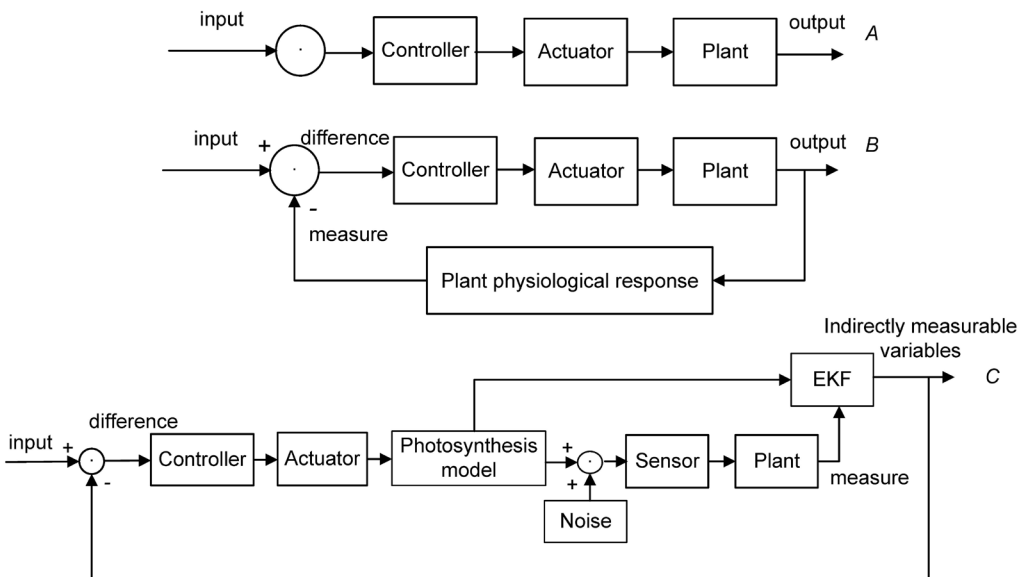 input
Controller
Actuator
Plant
output
A
input
+
difference
Controller
Actuator
Plant
output
B
-
measure
Plant physiological response
Indirectly measurable
variables
EKF
C
difference
input
+
-
Controller
Actuator
Photosynthesis
model
+
+
Sensor
Plant
measure
Noise